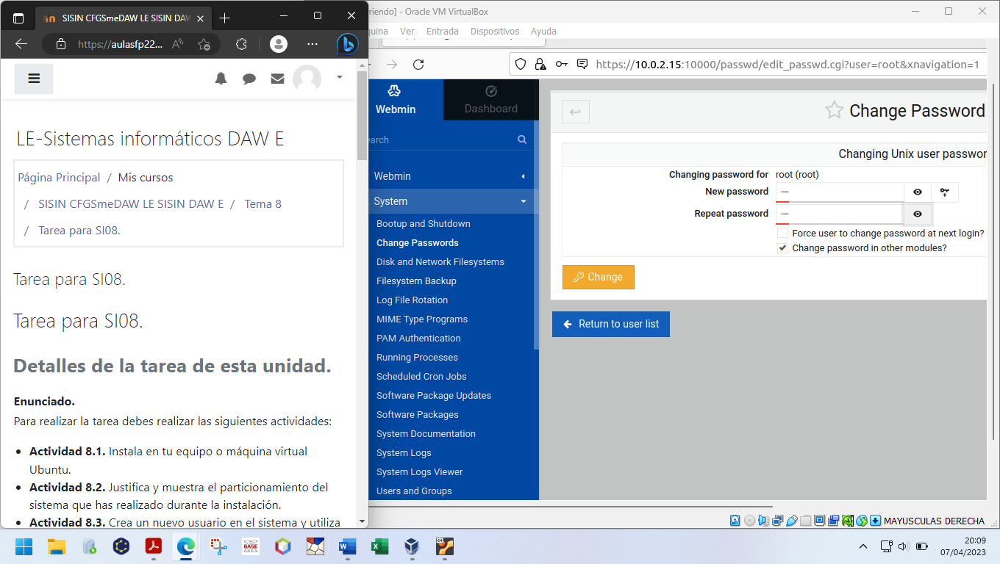 SISIN CFGSmeDAW LE SISIN DAW
https://aulasfp22...
LE-Sistemas informáticos DAW E
Página Principal / Mis cursos
/ SISIN CFGSmeDAW LE SISIN DAW E / Tema 8
/ Tarea para SI08.
Tarea para SI08.
Tarea para SI08.
Detalles de la tarea de esta unidad.
Enunciado.
Para realizar la tarea debes realizar las siguientes actividades:
• Actividad 8.1. Instala en tu equipo o máquina virtual
Ubuntu.
• Actividad 8.2. Justifica y muestra el particionamiento del
sistema que has realizado durante la instalación.
• Actividad 8.3. Crea un nuevo usuario en el sistema y utiliza
rriendo] - Oracle VM VirtualBox
quina Ver Entrada Dispositivos Ayuda
https://10.0.2.15:10000/passwd/edit_passwd.cgi?user=root&xnavigation=1
Webmin
Dashboard
earch
Webmin
System
Bootup and Shutdown
Change Passwords
Disk and Network Filesystems
Filesystem Backup
Log File Rotation
MIME Type Programs
PAM Authentication
Running Processes
Scheduled Cron Jobs
Software Package Updates
Software Packages
System Documentation
System Logs
System Logs Viewer
Users and Groups
Change Password
Changing Unix user passwor
Changing password for root (root)
New password ····
Repeat password ····
Force user to change password at next login?
Change password in other modules?
Change
Return to user list
MAYUSCULAS DERECHA
BASE
64
20:09
07/04/2023